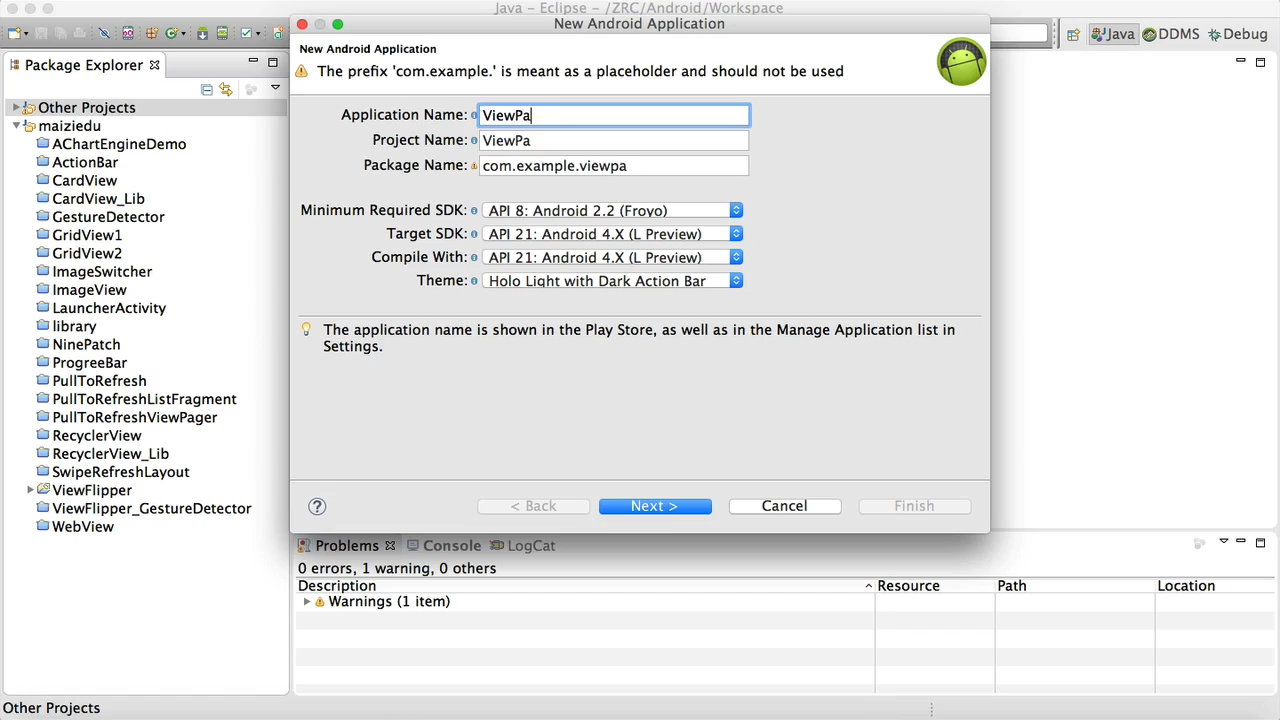 Java - Eclipse - /ZRC/Android/Workspace
New Android Application
Java
DDMS
Debug
Package Explorer
Other Projects
maiziedu
AChartEngineDemo
ActionBar
CardView
CardView_Lib
GestureDetector
GridView1
GridView2
ImageSwitcher
ImageView
LauncherActivity
library
NinePatch
ProgreeBar
PullToRefresh
PullToRefreshListFragment
PullToRefreshViewPager
RecyclerView
RecyclerView_Lib
SwipeRefreshLayout
ViewFlipper
ViewFlipper_GestureDetector
WebView
New Android Application
The prefix 'com.example.' is meant as a placeholder and should not be used
Application Name: ViewPa
Project Name: ViewPa
Package Name: com.example.viewpa
Minimum Required SDK: API 8: Android 2.2 (Froyo)
Target SDK: API 21: Android 4.X (L Preview)
Compile With: API 21: Android 4.X (L Preview)
Theme: Holo Light with Dark Action Bar
The application name is shown in the Play Store, as well as in the Manage Application list in
Settings.
?
< Back
Next >
Cancel
Finish
Problems
Console
LogCat
0 errors, 1 warning, 0 others
Description
Resource
Path
Location
Warnings (1 item)
Other Projects